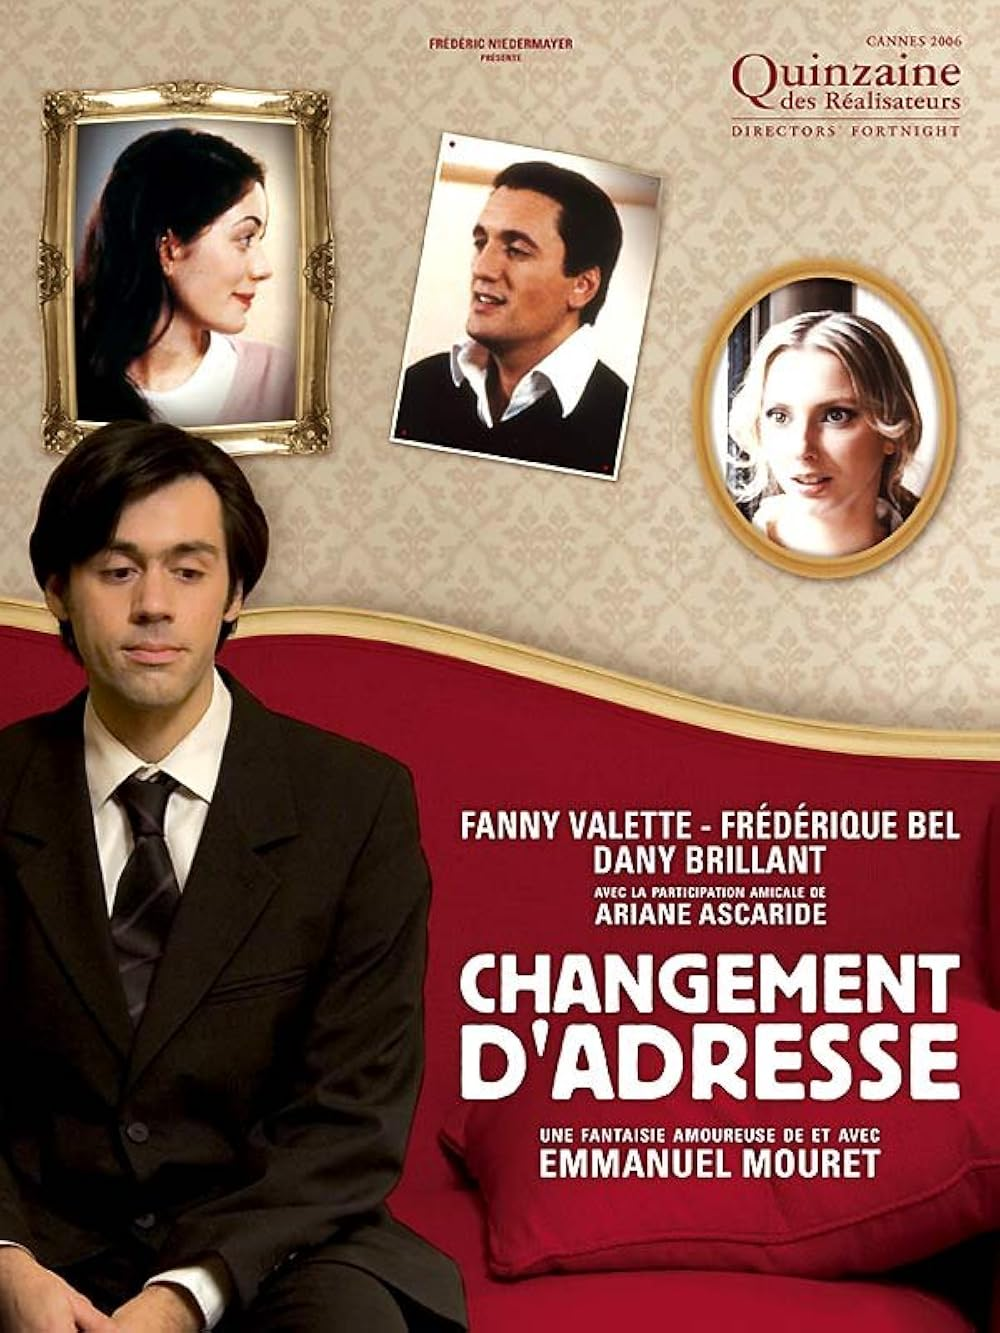 FRÉDÉRIC NIEDERMAYER
PRÉSENTE
CANNES 2006
Quinzaine
des Réalisateurs
DIRECTORS' FORTNIGHT
FANNY VALETTE - FRÉDÉRIQUE BEL
DANY BRILLANT
AVEC LA PARTICIPATION AMICALE DE
ARIANE ASCARIDE
CHANGEMENT
D'ADRESSE
UNE FANTAISIE AMOUREUSE DE ET AVEC
EMMANUEL MOURET